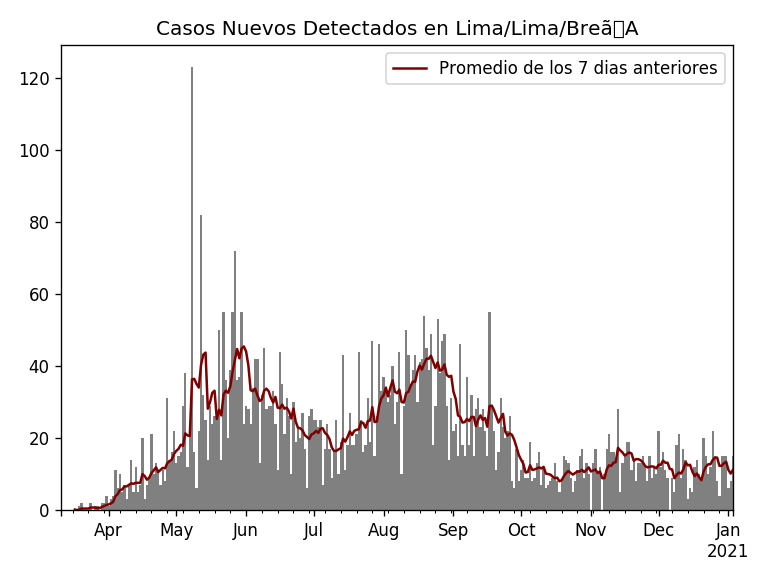 Casos Nuevos Detectados en Lima/Lima/Breã▯A
Promedio de los 7 dias anteriores
120
100
80
60
40
20
0
Apr May Jun Jul Aug Sep Oct Nov Dec Jan
2021